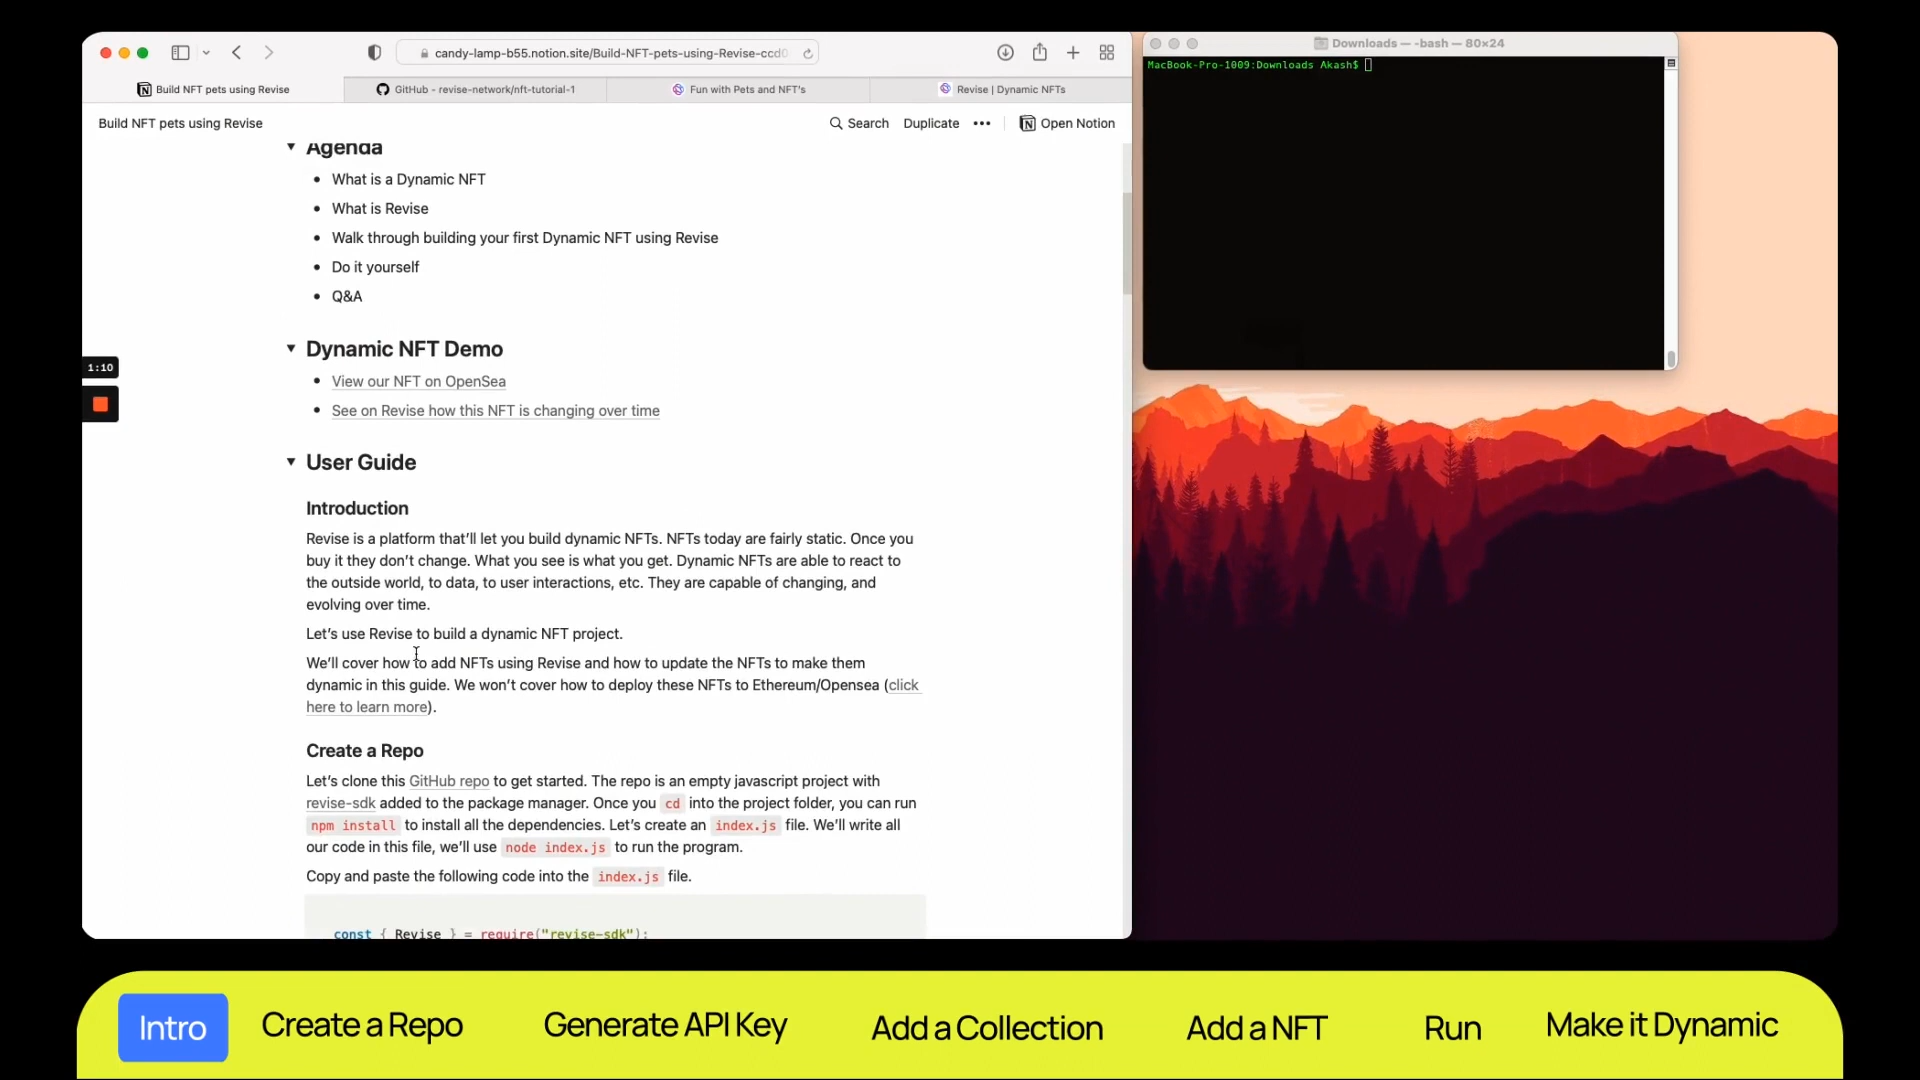 candy-lamp-b55.notion.site/Build-NFT-pets-using-Revise-ccd0
Build NFT pets using Revise
GitHub - revise-network/nft-tutorial-1
Fun with Pets and NFT's
Revise | Dynamic NFTs
Build NFT pets using Revise
Search
Duplicate
•••
Open Notion
Agenda
• What is a Dynamic NFT
• What is Revise
• Walk through building your first Dynamic NFT using Revise
• Do it yourself
• Q&A
Dynamic NFT Demo
• View our NFT on OpenSea
• See on Revise how this NFT is changing over time
1:10
User Guide
Introduction
Revise is a platform that'll let you build dynamic NFTs. NFTs today are fairly static. Once you
buy it they don't change. What you see is what you get. Dynamic NFTs are able to react to
the outside world, to data, to user interactions, etc. They are capable of changing, and
evolving over time.
Let's use Revise to build a dynamic NFT project.
We'll cover how to add NFTs using Revise and how to update the NFTs to make them
dynamic in this guide. We won't cover how to deploy these NFTs to Ethereum/Opensea (click
here to learn more).
Create a Repo
Let's clone this GitHub repo to get started. The repo is an empty javascript project with
revise-sdk added to the package manager. Once you cd into the project folder, you can run
npm install to install all the dependencies. Let's create an index.js file. We'll write all
our code in this file, we'll use node index.js to run the program.
Copy and paste the following code into the index.js file.
const { Revise } = require("revise-sdk");
Downloads — -bash — 80×24
MacBook-Pro-1009:Downloads Akash$
Intro
Create a Repo
Generate API Key
Add a Collection
Add a NFT
Run
Make it Dynamic